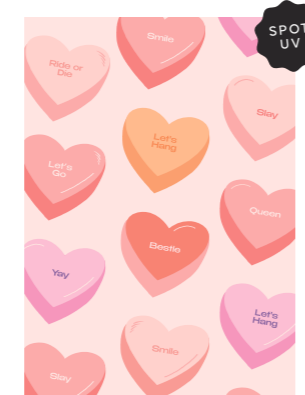 SPOT
UV
Smile
Ride or
Die
Slay
Let's
Hang
Let's
Go
Queen
Bestie
Yay
Let's
Hang
Smile
Slay